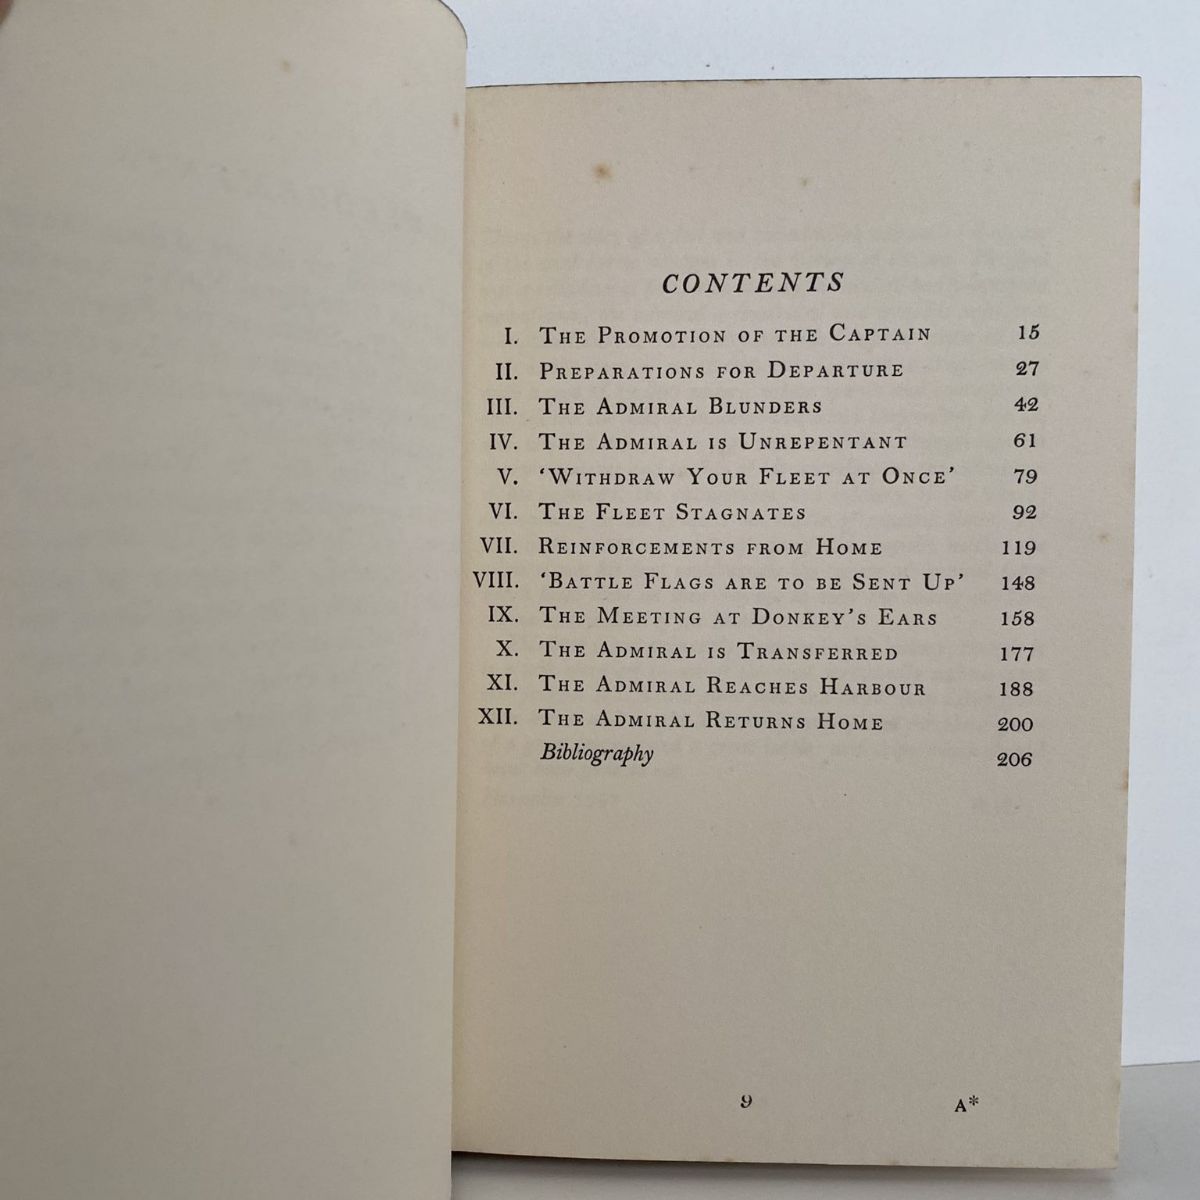 CONTENTS
I. THE PROMOTION OF THE CAPTAIN 15
II. PREPARATIONS FOR DEPARTURE 27
III. THE ADMIRAL BLUNDERS 42
IV. THE ADMIRAL IS UNREPENTANT 61
V. ‘WITHDRAW YOUR FLEET AT ONCE’ 79
VI. THE FLEET STAGNATES 92
VII. REINFORCEMENTS FROM HOME 119
VIII. ‘BATTLE FLAGS ARE TO BE SENT UP’ 148
IX. THE MEETING AT DONKEY’S EARS 158
X. THE ADMIRAL IS TRANSFERRED 177
XI. THE ADMIRAL REACHES HARBOUR 188
XII. THE ADMIRAL RETURNS HOME 200
Bibliography 206
9 A*